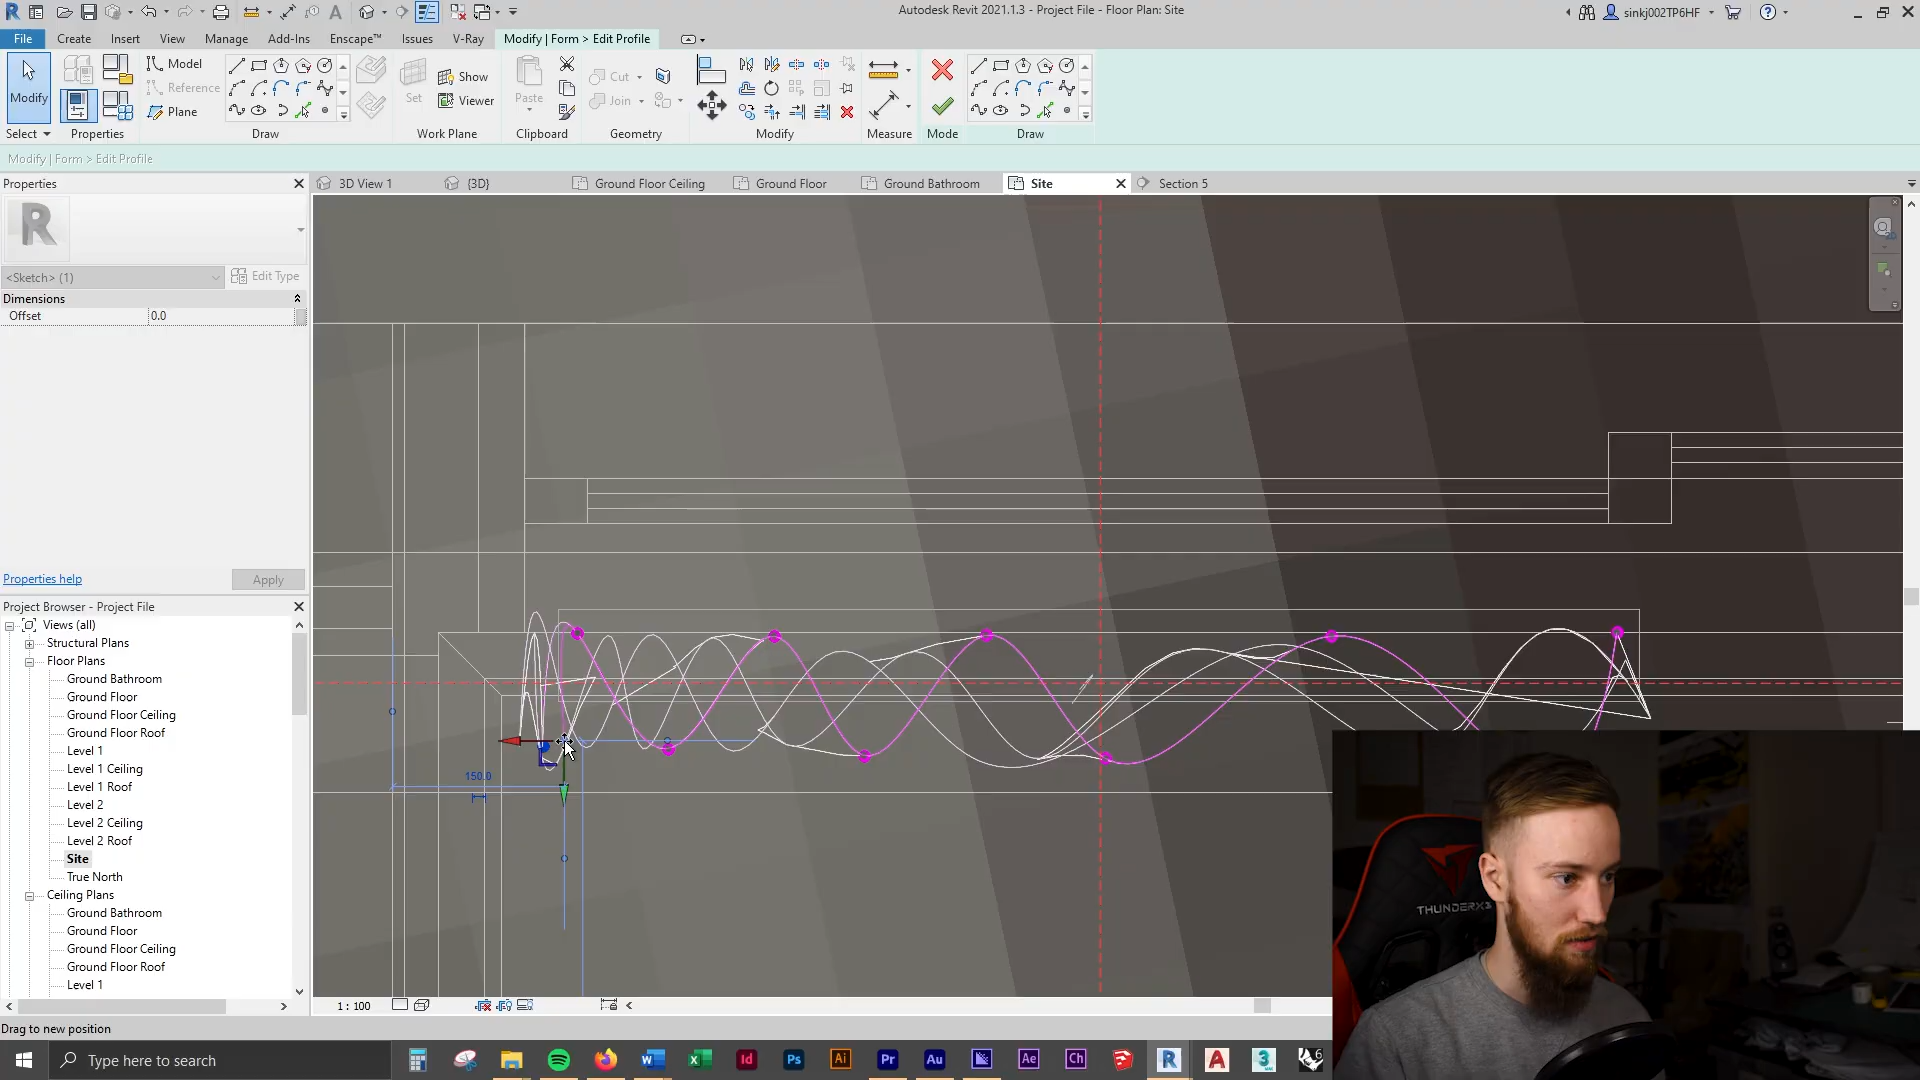 Autodesk Revit 2021.1.3 - Project File - Floor Plan: Site
sinkj002TP6HF
File
Create
Insert
View
Manage
Add-Ins
Enscape™
Issues
V-Ray
Modify | Form > Edit Profile
Modify
Model
Reference
Plane
Set
Show
Viewer
Paste
Cut
Join
Select
Properties
Draw
Work Plane
Clipboard
Geometry
Modify
Measure
Mode
Draw
Modify | Form > Edit Profile
Properties
3D View 1
{3D}
Ground Floor Ceiling
Ground Floor
Ground Bathroom
Site
Section 5
R
<Sketch> (1)
Edit Type
Dimensions
Offset
0.0
Properties help
Apply
Project Browser - Project File
Views (all)
Structural Plans
Floor Plans
Ground Bathroom
Ground Floor
Ground Floor Ceiling
Ground Floor Roof
Level 1
Level 1 Ceiling
Level 1 Roof
Level 2
Level 2 Ceiling
Level 2 Roof
Site
True North
Ceiling Plans
Ground Bathroom
Ground Floor
Ground Floor Ceiling
Ground Floor Roof
Level 1
150.0
THUNDERX3
1 : 100
Drag to new position
Type here to search